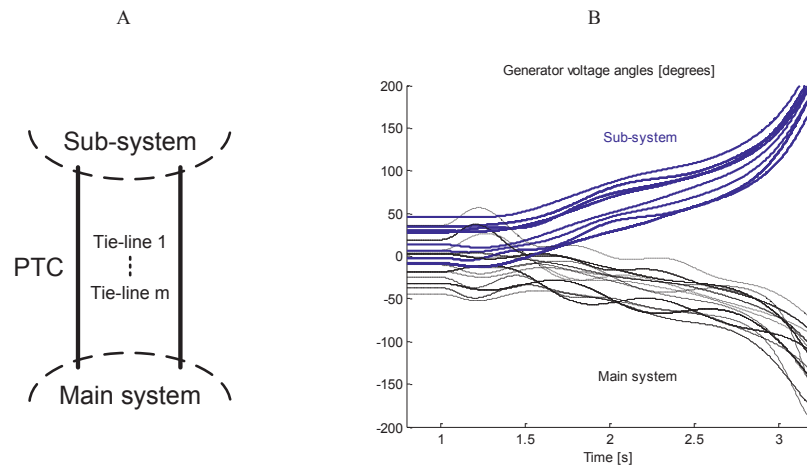 A
Sub-system
PTC
Tie-line 1
Tie-line m
Main system
B
Generator voltage angles [degrees]
200
150
100
50
0
-50
-100
-150
-200
Sub-system
Main system
1
1.5
2
2.5
3
Time [s]